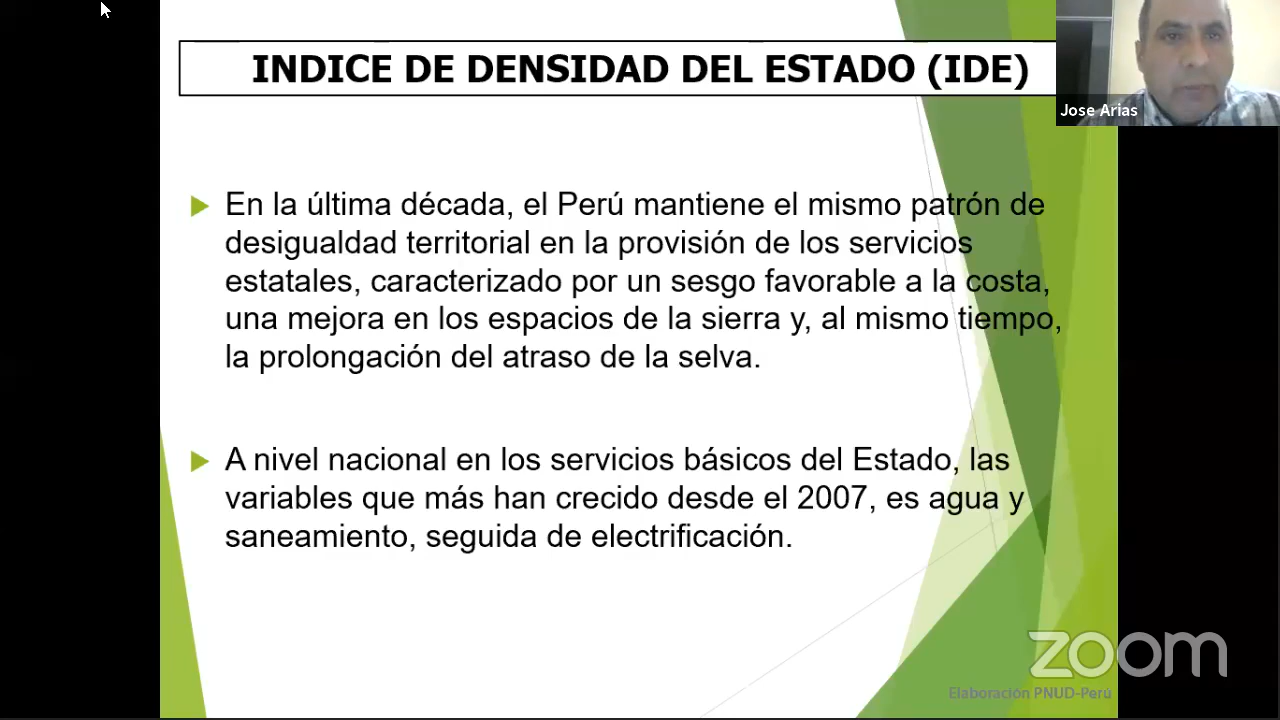 INDICE DE DENSIDAD DEL ESTADO (IDE)
Jose Arias
En la última década, el Perú mantiene el mismo patrón de
desigualdad territorial en la provisión de los servicios
estatales, caracterizado por un sesgo favorable a la costa,
una mejora en los espacios de la sierra y, al mismo tiempo,
la prolongación del atraso de la selva.
A nivel nacional en los servicios básicos del Estado, las
variables que más han crecido desde el 2007, es agua y
saneamiento, seguida de electrificación.
zoom
Elaboración PNUD-Perú